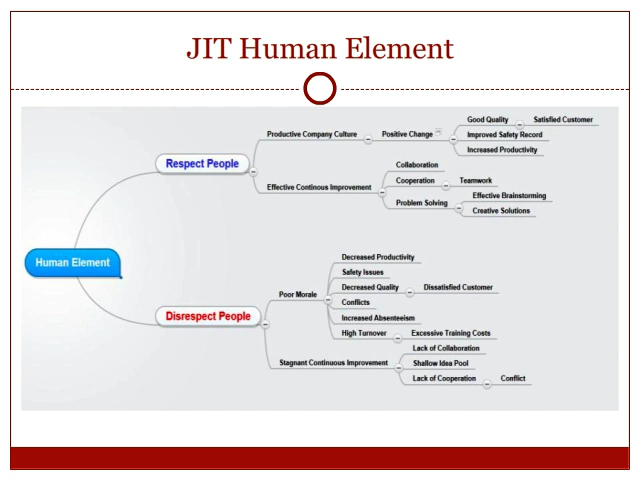 JIT Human Element
Human Element
Respect People
Productive Company Culture
Positive Change
Good Quality
Satisfied Customer
Improved Safety Record
Increased Productivity
Effective Continous Improvement
Collaboration
Cooperation
Teamwork
Problem Solving
Effective Brainstorming
Creative Solutions
Disrespect People
Poor Morale
Decreased Productivity
Safety Issues
Decreased Quality
Dissatisfied Customer
Conflicts
Increased Absenteeism
High Turnover
Excessive Training Costs
Stagnant Continuous Improvement
Lack of Collaboration
Shallow Idea Pool
Lack of Cooperation
Conflict